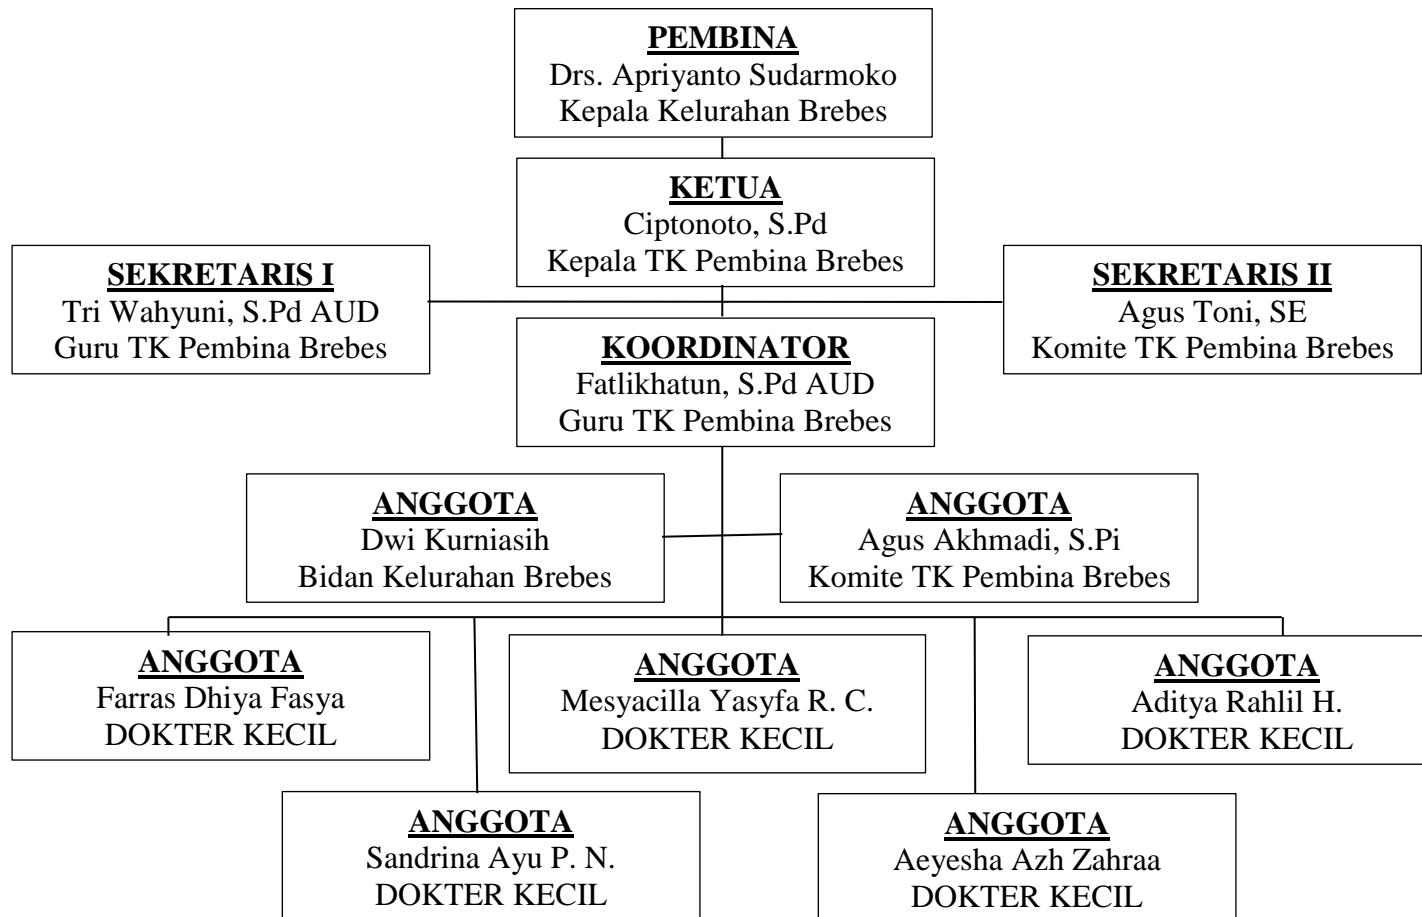 PEMBINA
Drs. Apriyanto Sudarmoko
Kepala Kelurahan Brebes
KETUA
Ciptonoto, S.Pd
Kepala TK Pembina Brebes
SEKRETARIS I
Tri Wahyuni, S.Pd AUD
Guru TK Pembina Brebes
SEKRETARIS II
Agus Toni, SE
Komite TK Pembina Brebes
KOORDINATOR
Fatlikhatun, S.Pd AUD
Guru TK Pembina Brebes
ANGGOTA
Dwi Kurniasih
Bidan Kelurahan Brebes
ANGGOTA
Agus Akhmadi, S.Pi
Komite TK Pembina Brebes
ANGGOTA
Farras Dhiya Fasya
DOKTER KECIL
ANGGOTA
Mesyacilla Yasyfa R. C.
DOKTER KECIL
ANGGOTA
Aditya Rahlil H.
DOKTER KECIL
ANGGOTA
Sandrina Ayu P. N.
DOKTER KECIL
ANGGOTA
Aeyesha Azh Zahraa
DOKTER KECIL